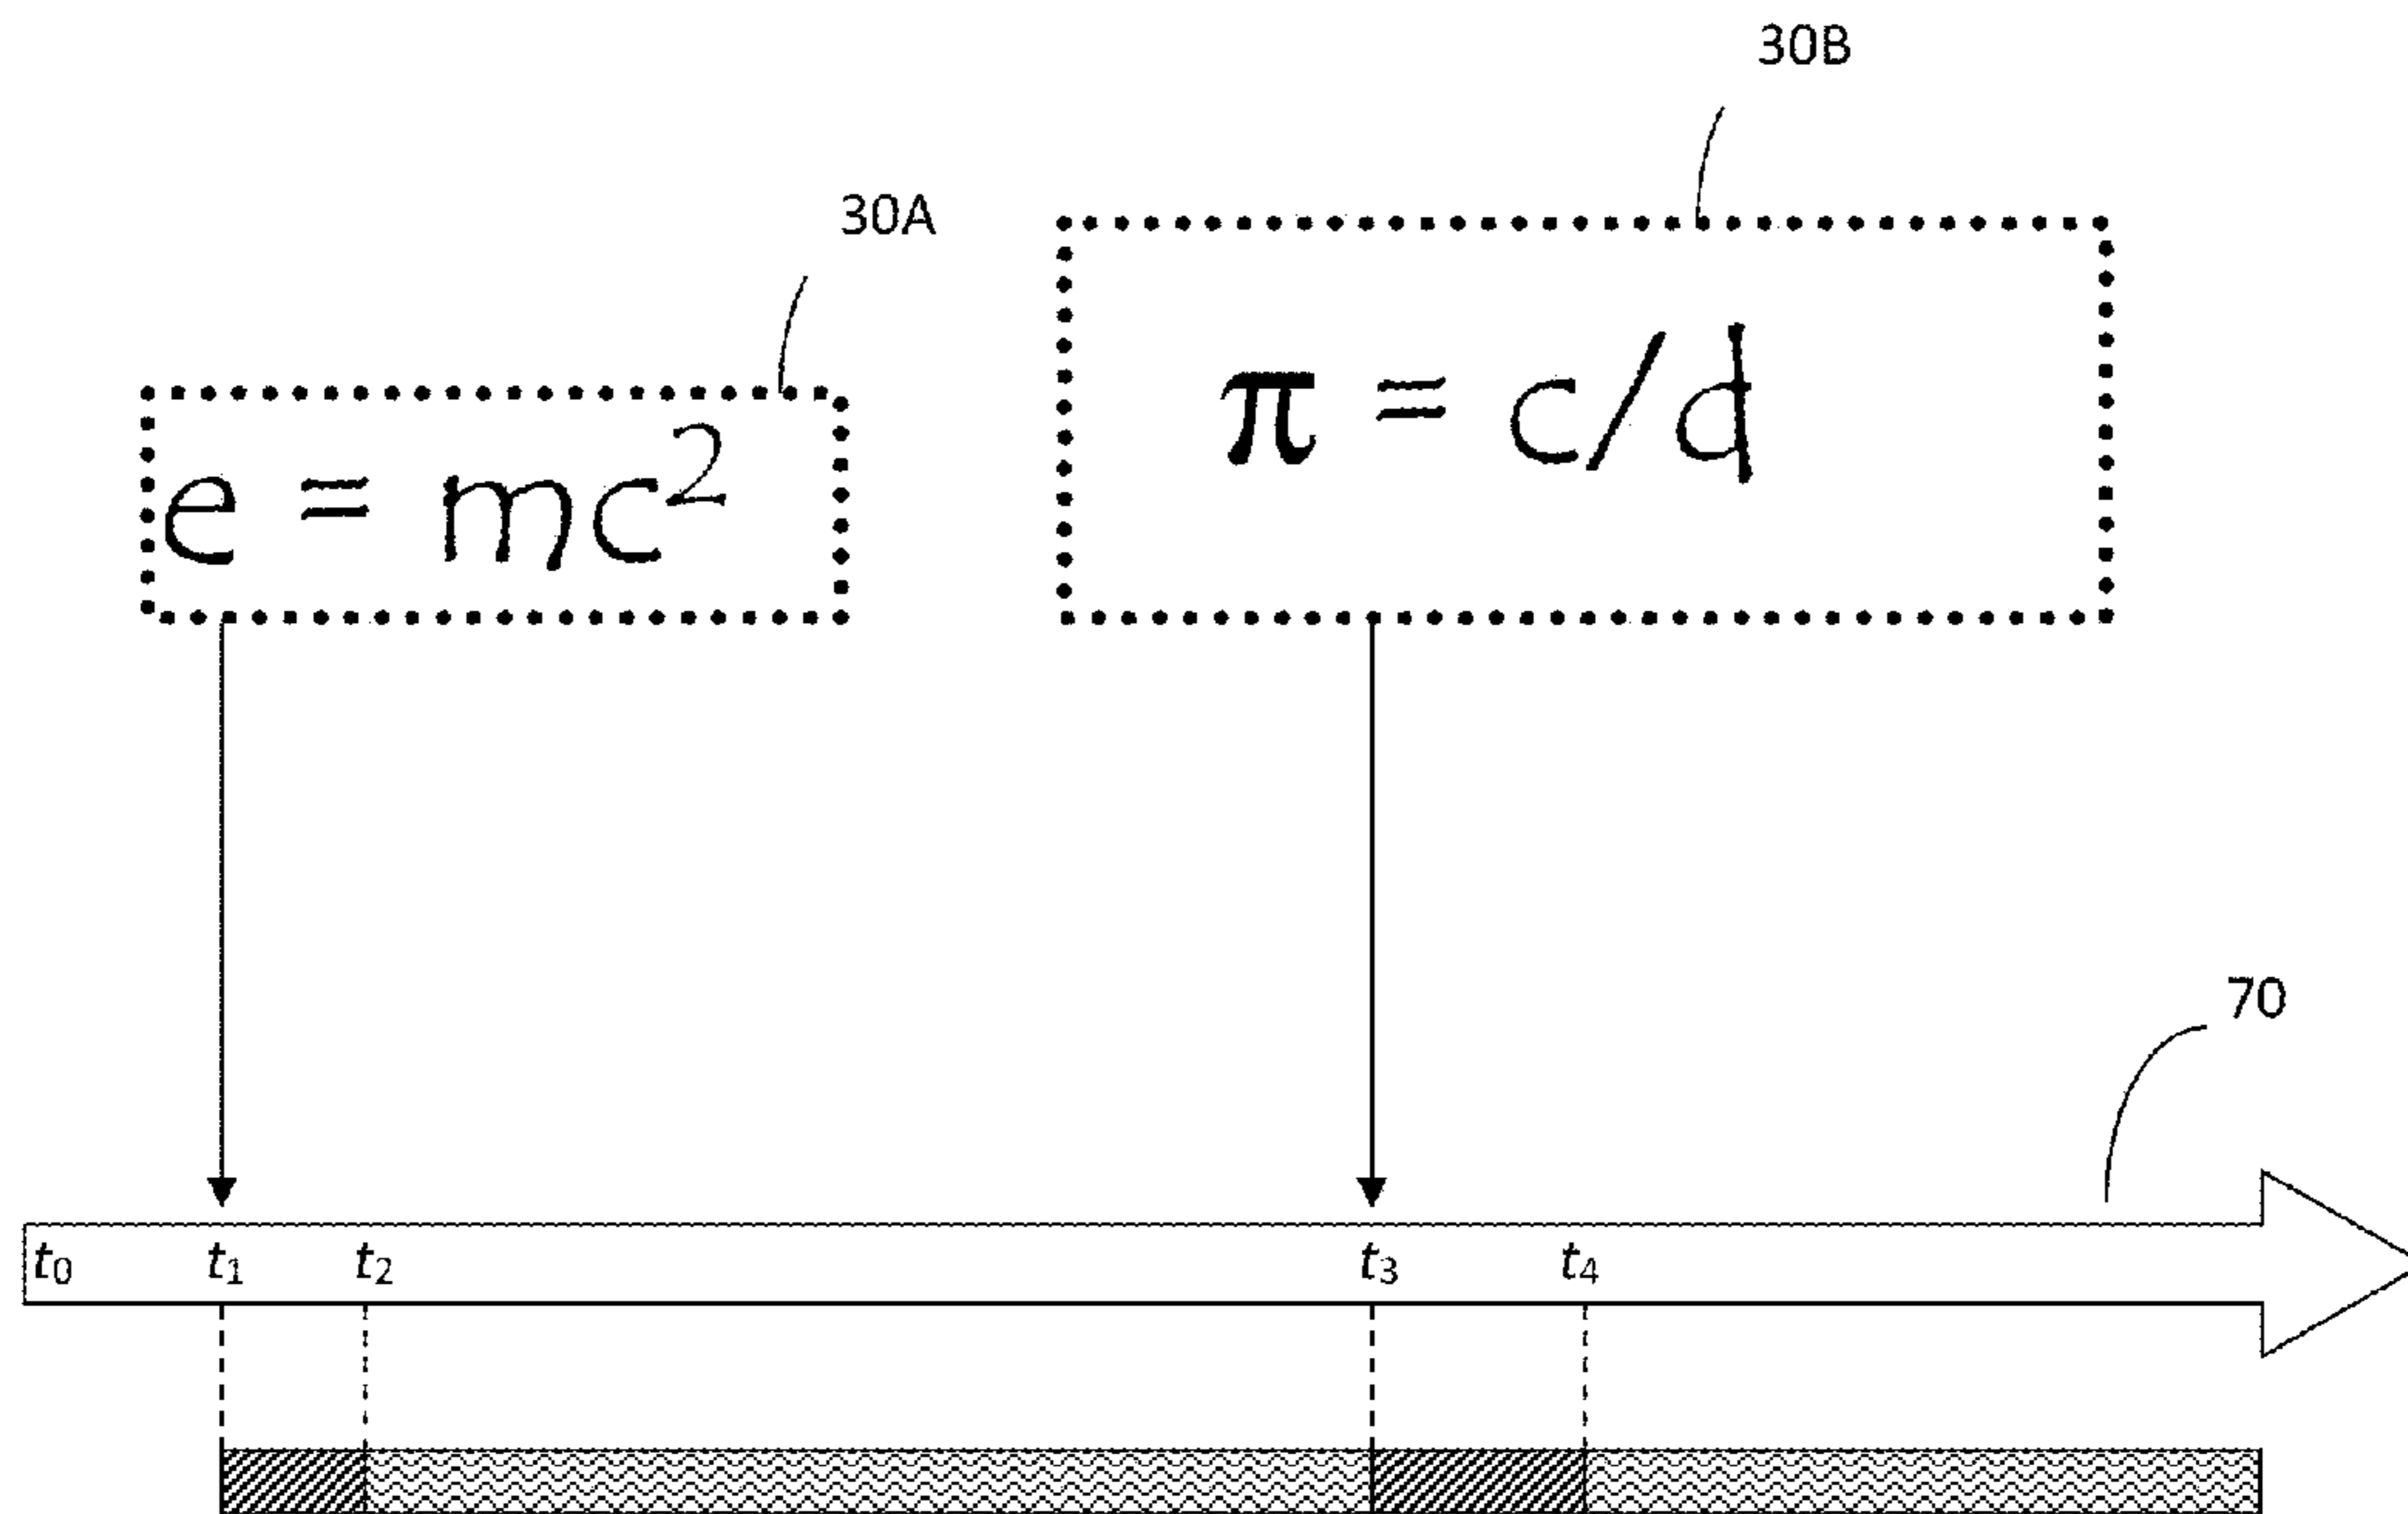 30B
30A
π = c/d
e = mc²
70
t₀ t₁ t₂ t₃ t₄